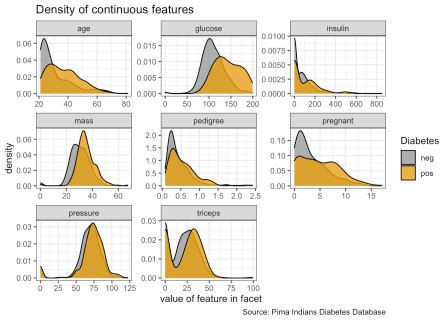 Density of continuous features
age glucose insulin
0.06 0.015 0.0100
0.04 0.010 0.0075
0.02 0.005 0.0050
0.0025
0.00 0.000 0.0000
20 40 60 80 0 50 100 150 200 0 200 400 600 800
mass pedigree pregnant
0.06 2.0 0.15
0.04 1.5 0.10
1.0
0.02 0.5 0.05
0.00 0.0 0.00
0 20 40 60 0.0 0.5 1.0 1.5 2.0 2.5 0 5 10 15
pressure triceps
0.03 0.03
0.02 0.02
0.01 0.01
0.00 0.00
0 25 50 75 100 125 0 25 50 75 100
density
value of feature in facet
Diabetes
neg
pos
Source: Pima Indians Diabetes Database